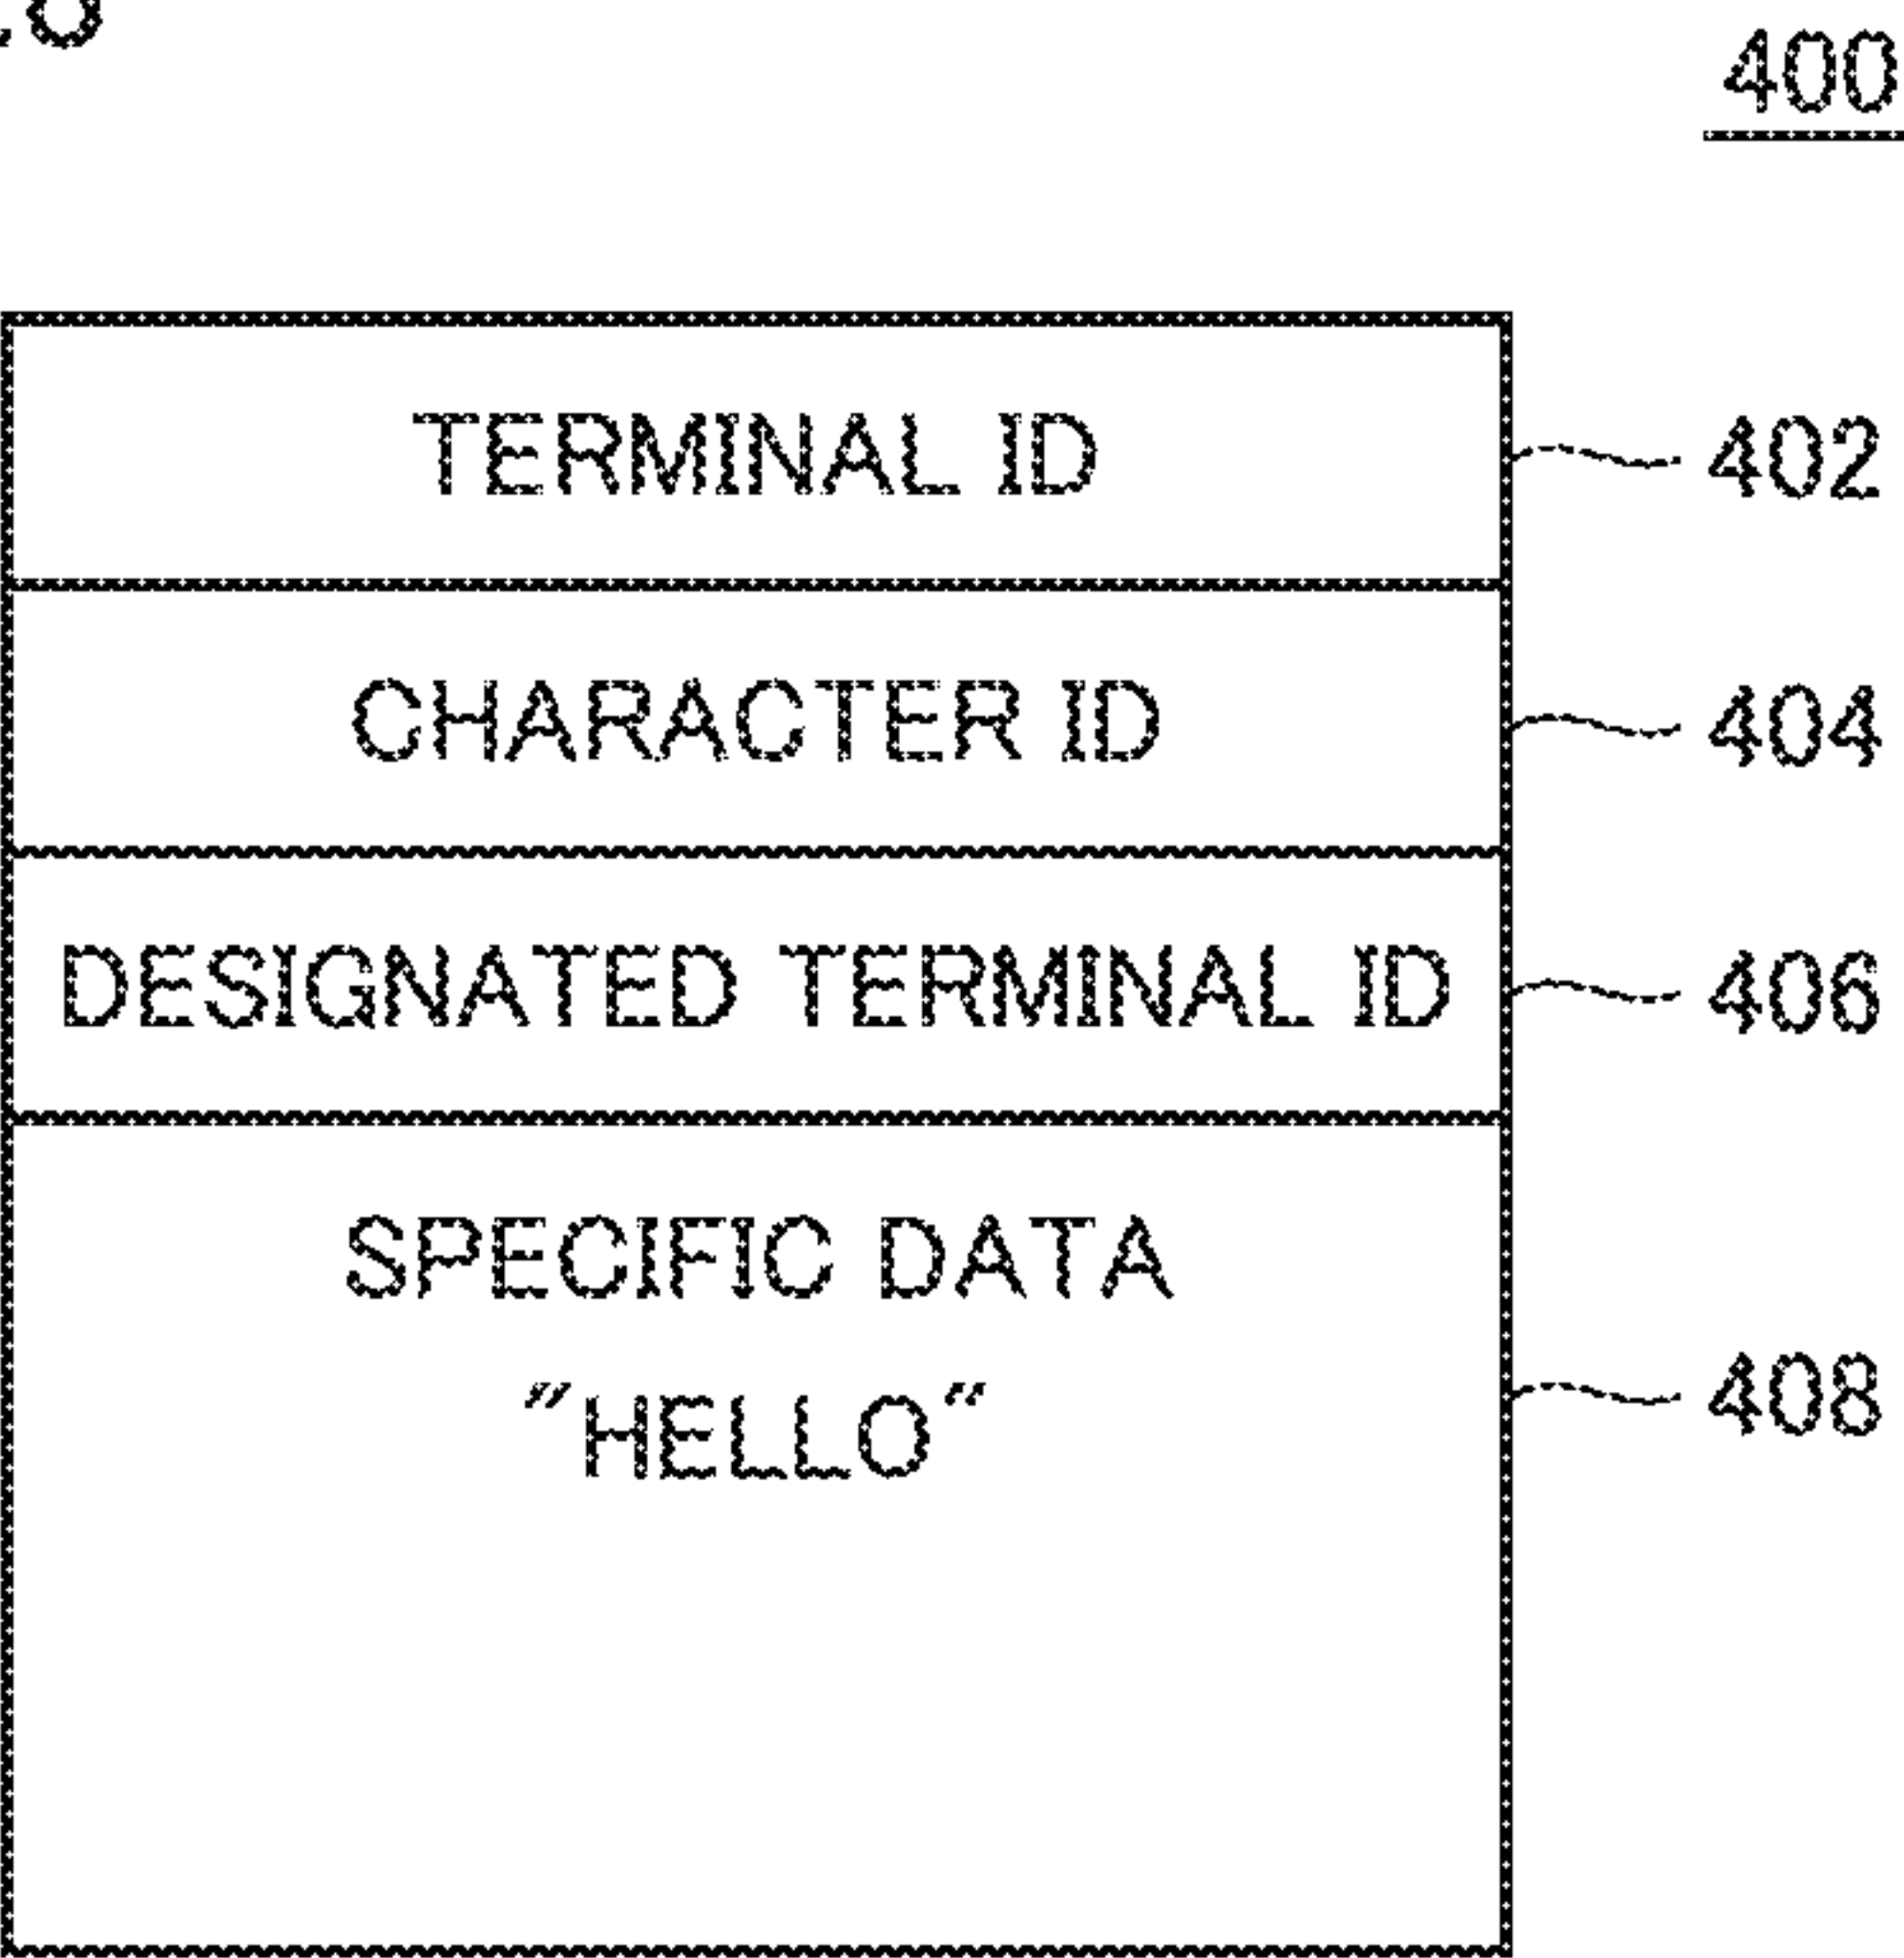 400
TERMINAL ID 402
CHARACTER ID 404
DESIGNATED TERMINAL ID 406
SPECIFIC DATA
"HELLO" 408